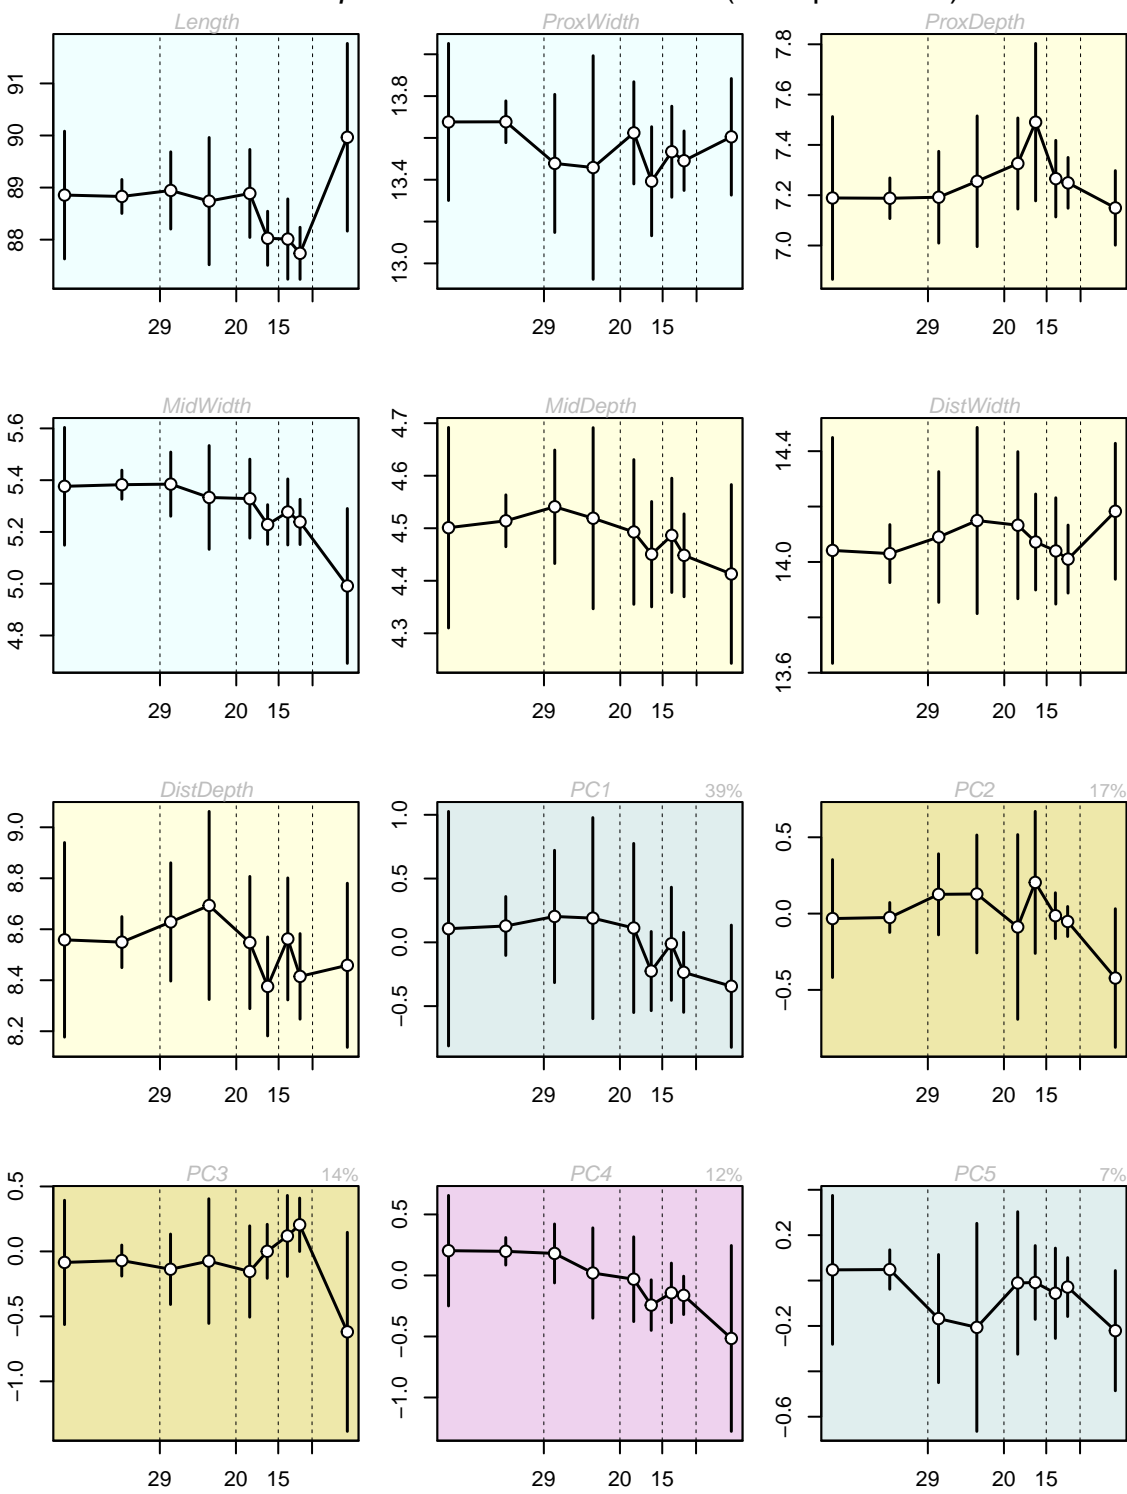 Length ProxWidth ProxDepth
88 89 90 91
29 20 15
13.0 13.4 13.8
29 20 15
7.0 7.2 7.4 7.6 7.8
29 20 15
MidWidth MidDepth DistWidth
4.8 5.0 5.2 5.4 5.6
29 20 15
4.3 4.4 4.5 4.6 4.7
29 20 15
13.6 14.0 14.4
29 20 15
DistDepth PC1 39% PC2 17%
8.2 8.4 8.6 8.8 9.0
29 20 15
−0.5 0.0 0.5 1.0
29 20 15
−0.5 0.0 0.5
29 20 15
PC3 14% PC4 12% PC5 7%
−1.0 −0.5 0.0 0.5
29 20 15
−1.0 −0.5 0.0 0.5
29 20 15
−0.6 −0.2 0.2
29 20 15